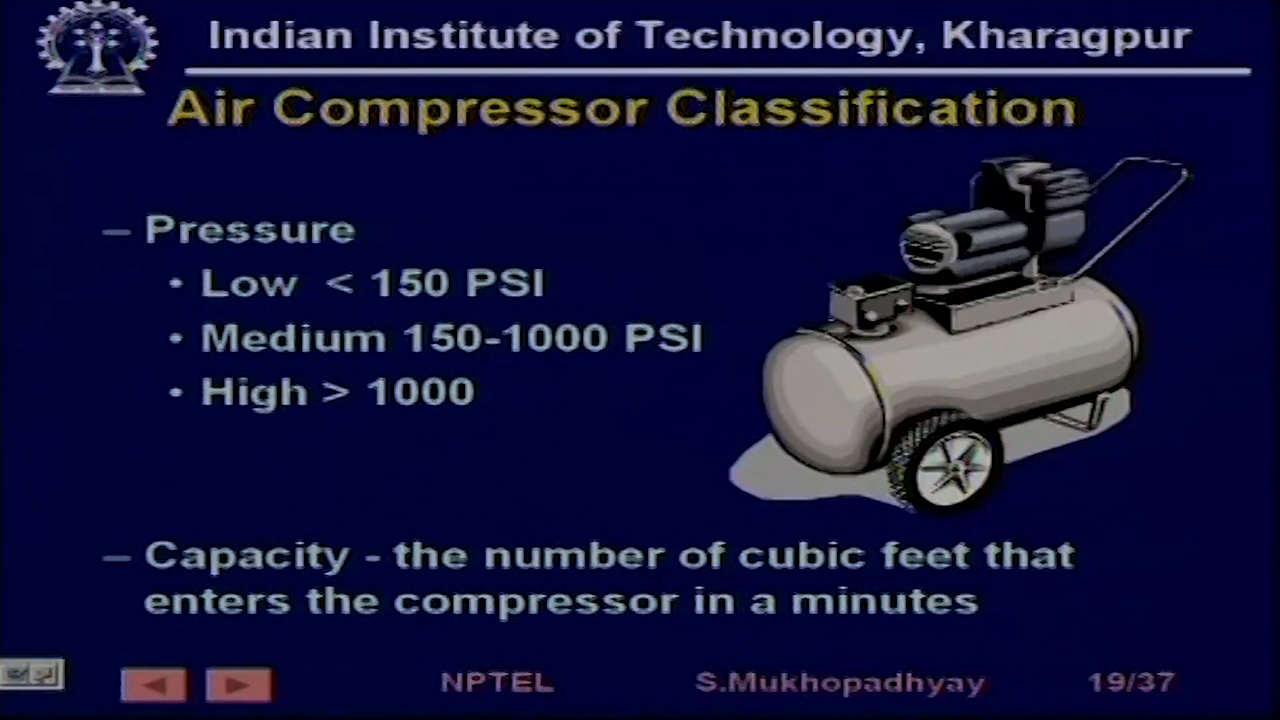 Indian Institute of Technology, Kharagpur
Air Compressor Classification
– Pressure
• Low < 150 PSI
• Medium 150-1000 PSI
• High > 1000
– Capacity - the number of cubic feet that
enters the compressor in a minutes
NPTEL S.Mukhopadhyay 19/37